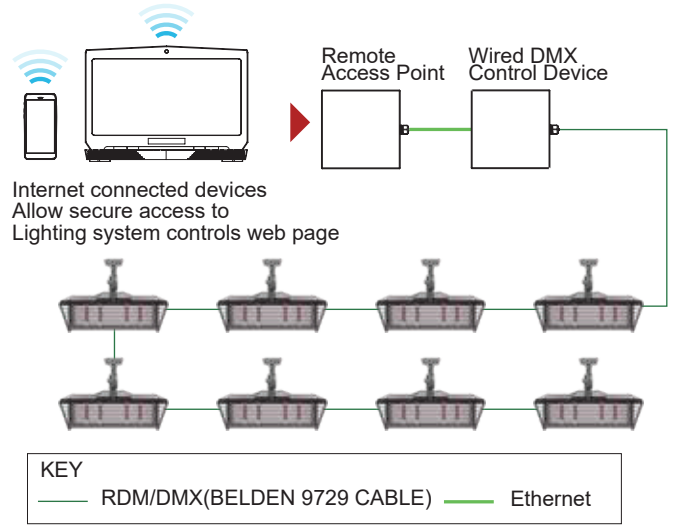 Remote
Access Point
Wired DMX
Control Device
Internet connected devices
Allow secure access to
Lighting system controls web page
KEY
RDM/DMX(BELDEN 9729 CABLE)
Ethernet